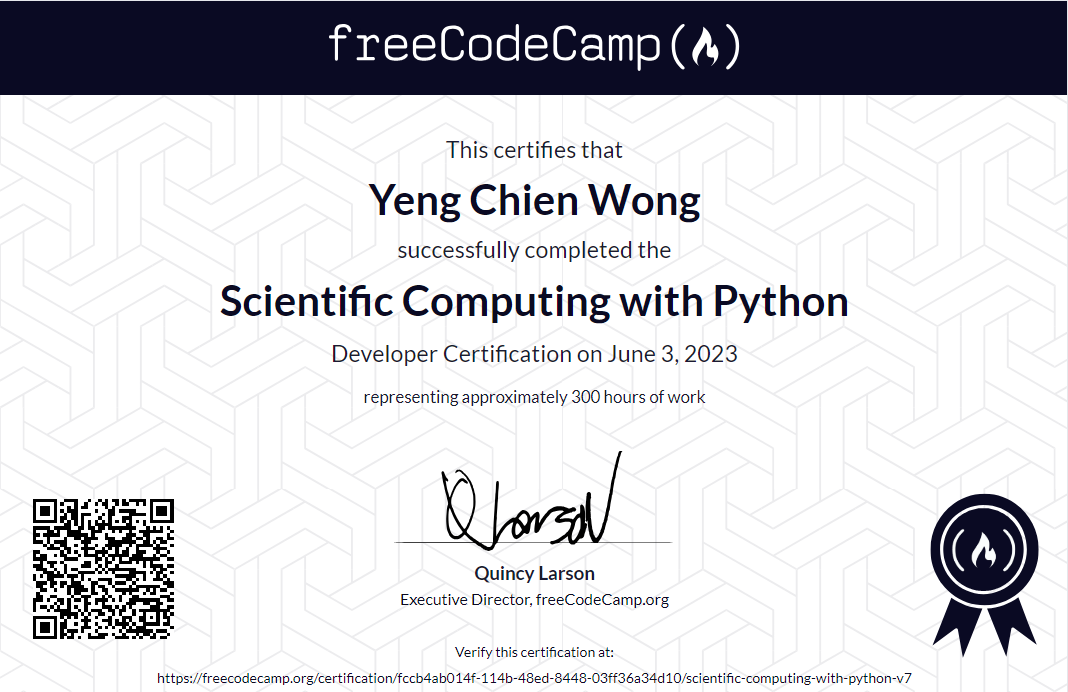 freeCodeCamp(🔥)
This certifies that
Yeng Chien Wong
successfully completed the
Scientific Computing with Python
Developer Certification on June 3, 2023
representing approximately 300 hours of work
Q Larson
Quincy Larson
Executive Director, freeCodeCamp.org
Verify this certification at:
https://freecodecamp.org/certification/fccb4ab014f-114b-48ed-8448-03ff36a34d10/scientific-computing-with-python-v7